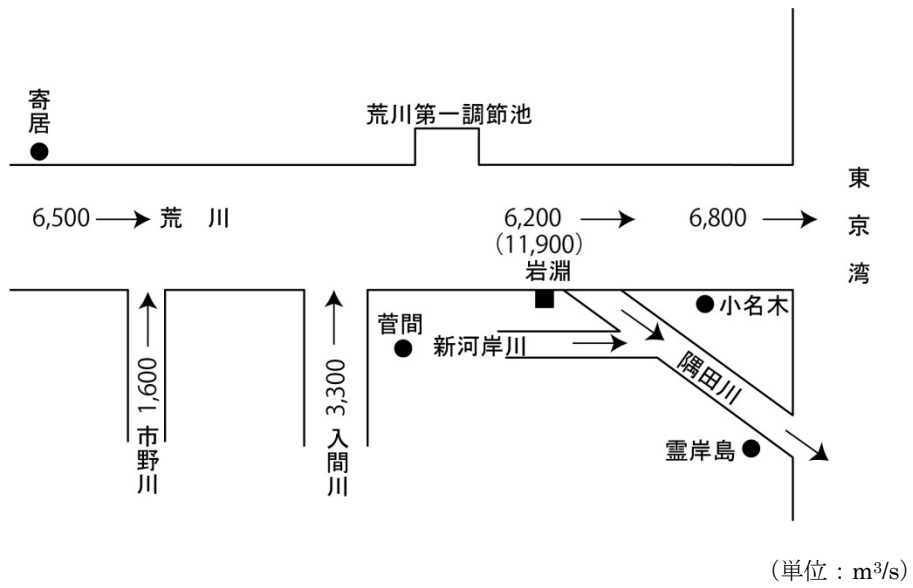 寄居
荒川第一調節池
6,500
荒 川
6,200
(11,900)
岩淵
6,800
東京湾
小名木
菅間
新河岸川
隅田川
霊岸島
1,600
市野川
3,300
入間川
(単位:m³/s)